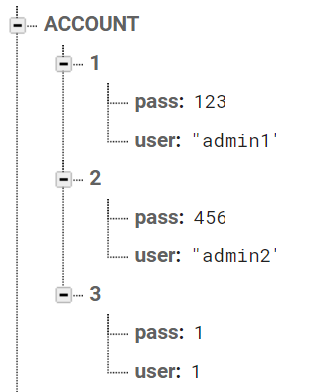 ACCOUNT
1
pass: 123
user: "admin1"
2
pass: 456
user: "admin2"
3
pass: 1
user: 1